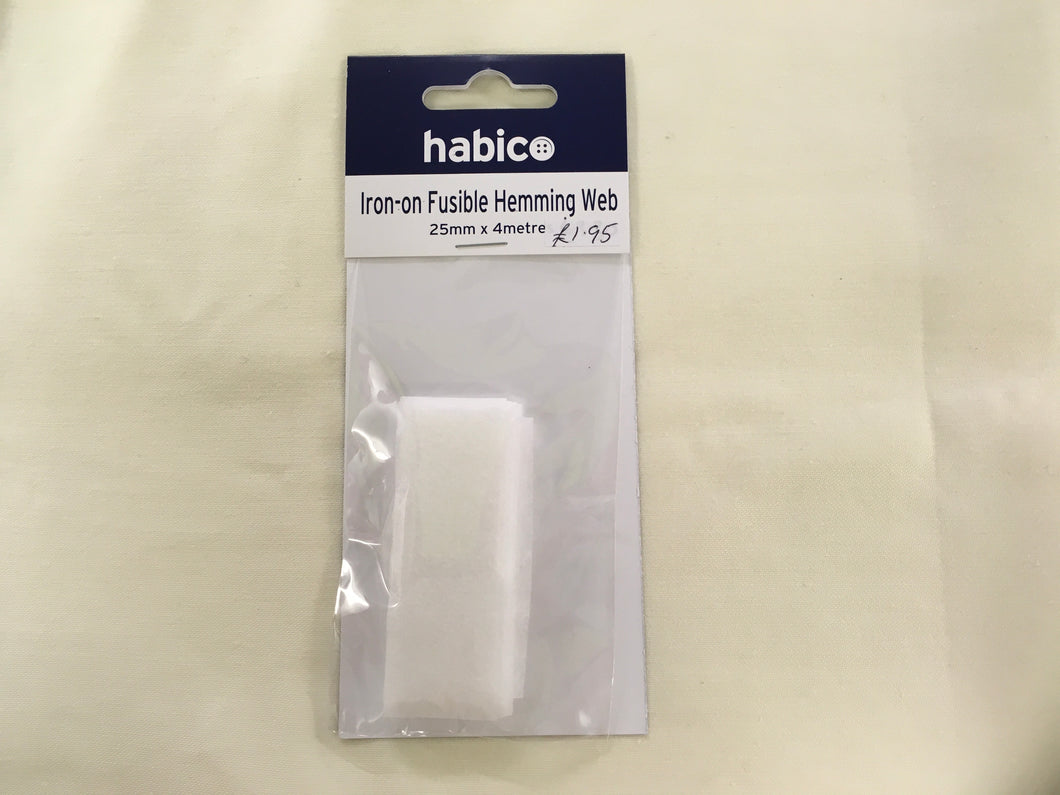 habico
Iron-on Fusible Hemming Web
25mm x 4metre £1.95